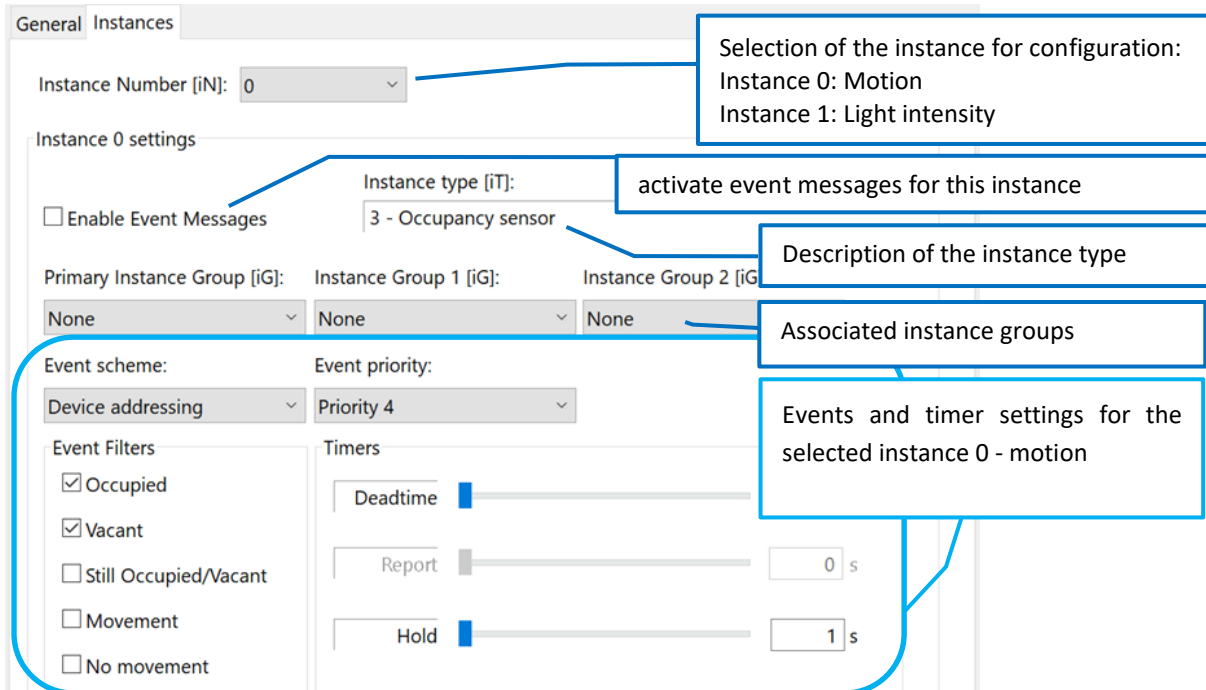 General Instances
Selection of the instance for configuration:
Instance 0: Motion
Instance 1: Light intensity
Instance Number [iN]: 0
Instance 0 settings
Instance type [iT]:
activate event messages for this instance
Enable Event Messages
3 - Occupancy sensor
Description of the instance type
Primary Instance Group [iG]: Instance Group 1 [iG]: Instance Group 2 [iG
None None None
Associated instance groups
Event scheme: Event priority:
Device addressing Priority 4
Events and timer settings for the
selected instance 0 - motion
Event Filters Timers
Occupied
Deadtime
Vacant
Report 0 s
Still Occupied/Vacant
Movement
Hold 1 s
No movement